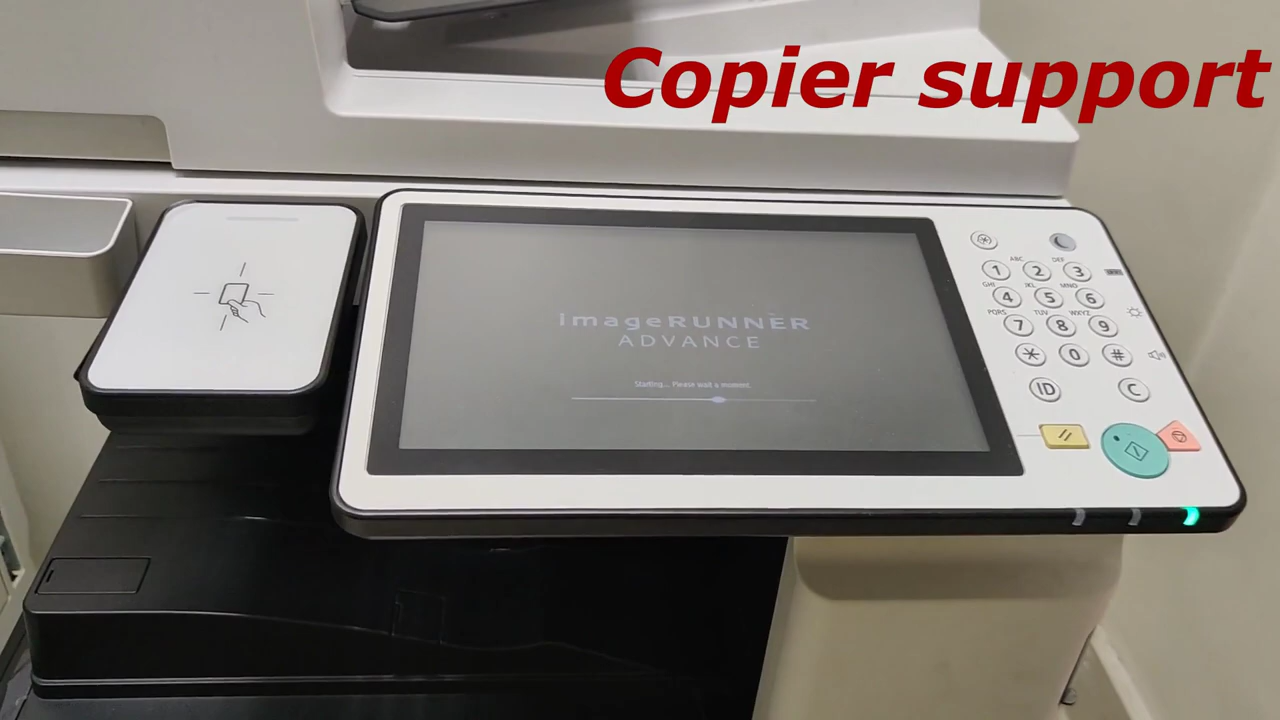 Copier support
imageRUNNER
ADVANCE
Starting... Please wait a moment.
ABC DEF
1 2 3
GHI JKL MNO
4 5 6
PQRS TUV WXYZ
7 8 9
* 0 #
ID C